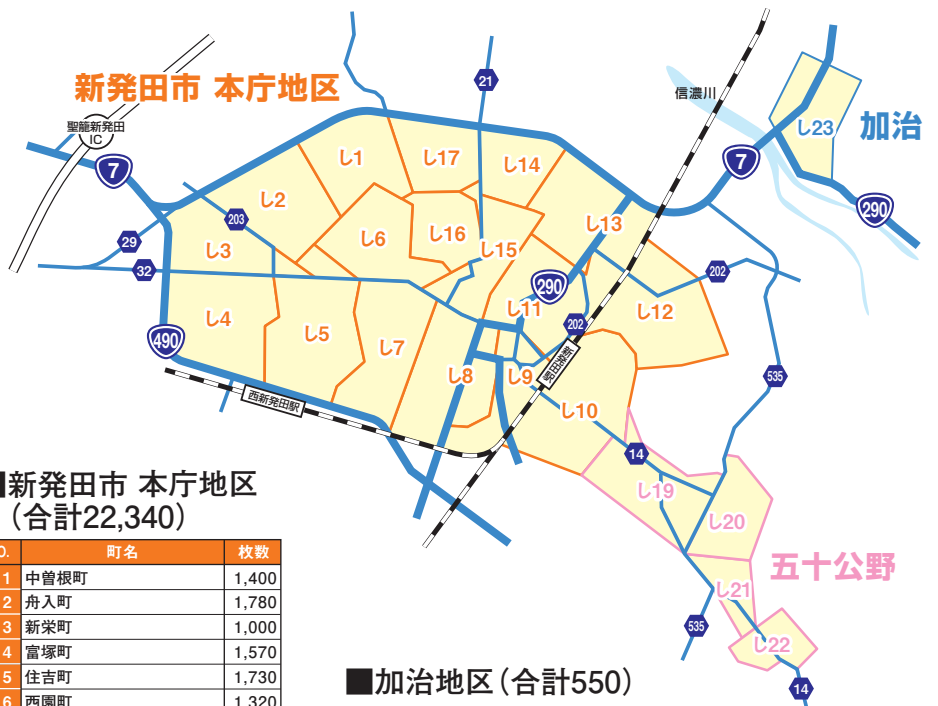 新発田市 本庁地区
21
信濃川
聖籠新発田
IC
7
し1
し17
し14
し23
加治
7
290
し2
203
し6
し16
し15
し13
29
し3
32
290
202
し11
し12
し4
し5
し7
202
490
新発田駅
し8
し9
535
西新発田駅
し10
14
し19
し20
五十公野
し21
535
し22
14
■新発田市 本庁地区
(合計22,340)
町名 枚数
1 中曽根町 1,400
2 舟入町 1,780
3 新栄町 1,000
4 富塚町 1,570
5 住吉町 1,730
6 西園町 1,320
■加治地区(合計550)